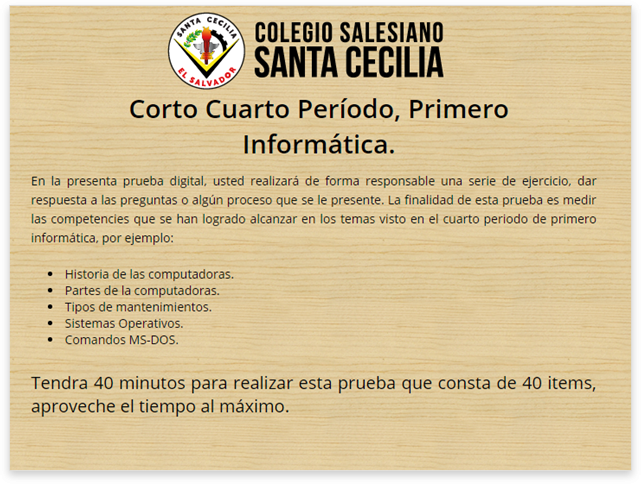 SANTA CECILIA
EL SALVADOR
COLEGIO SALESIANO
SANTA CECILIA
Corto Cuarto Período, Primero
Informática.
En la presente prueba digital, usted realizará de forma responsable una serie de ejercicio, dar
respuesta a las preguntas o algún proceso que se le presente. La finalidad de esta prueba es medir
las competencies que se han logrado alcanzar en los temas visto en el cuarto periodo de primero
informática, por ejemplo:
Historia de las computadoras.
Partes de la computadoras.
Tipos de mantenimientos.
Sistemas Operativos.
Comandos MS-DOS.
Tendra 40 minutos para realizar esta prueba que consta de 40 items,
aproveche el tiempo al máximo.